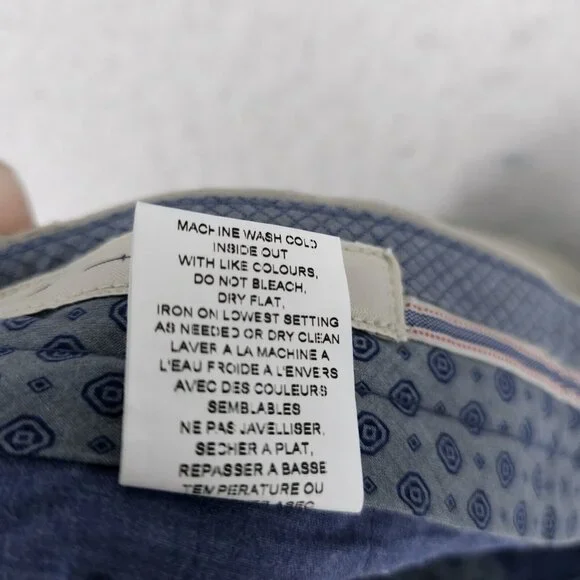 MACHINE WASH COLD
INSIDE OUT
WITH LIKE COLOURS,
DO NOT BLEACH,
DRY FLAT,
IRON ON LOWEST SETTING
AS NEEDED OR DRY CLEAN
LAVER A LA MACHINE A
L'EAU FROIDE A L'ENVERS
AVEC DES COULEURS
SEMBLABLES
NE PAS JAVELLISER,
SECHER A PLAT,
REPASSER A BASSE
TEMPERATURE OU